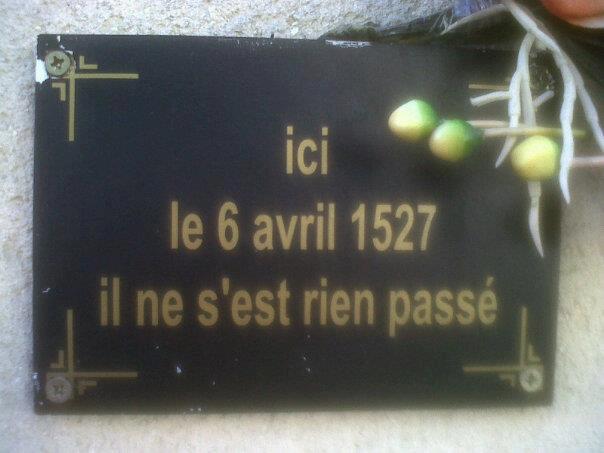 ici
le 6 avril 1527
il ne s'est rien passé